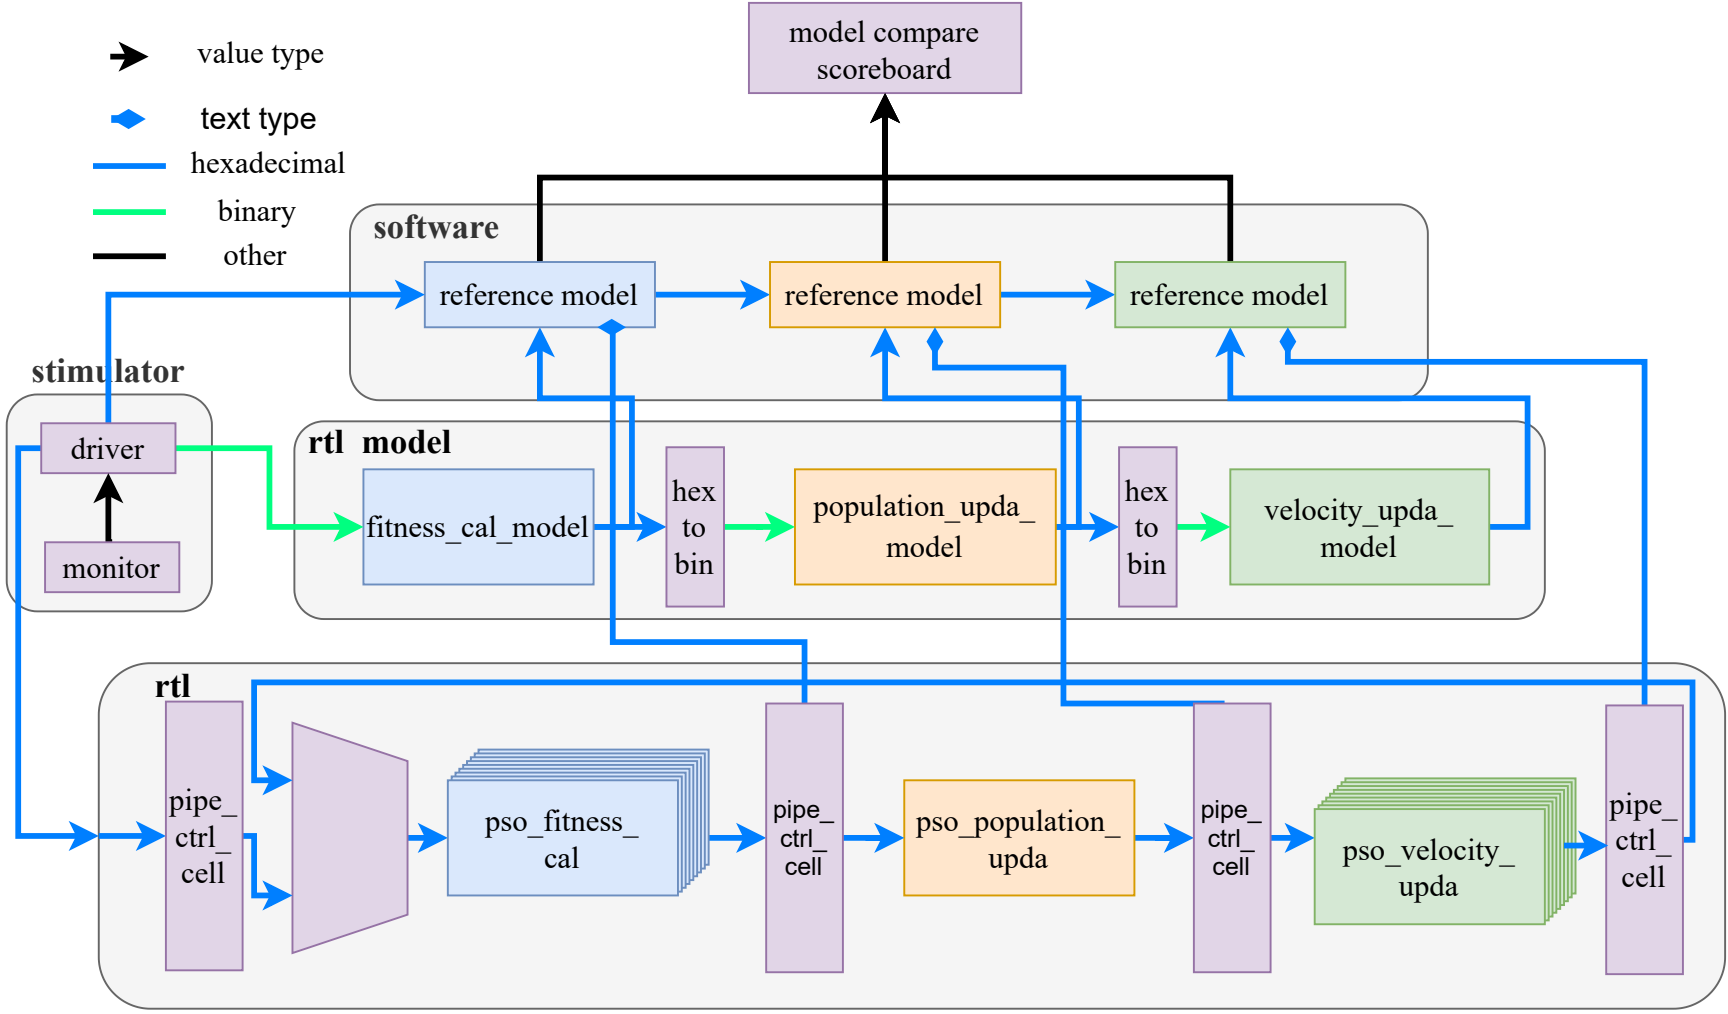 model compare
scoreboard
value type
text type
hexadecimal
binary
other
software
reference model
reference model
reference model
stimulator
driver
monitor
rtl model
fitness_cal_model
hex
to
bin
population_upda_
model
hex
to
bin
velocity_upda_
model
rtl
pipe_
ctrl_
cell
pso_fitness_
cal
pipe_
ctrl_
cell
pso_population_
upda
pipe_
ctrl_
cell
pso_velocity_
upda
pipe_
ctrl_
cell